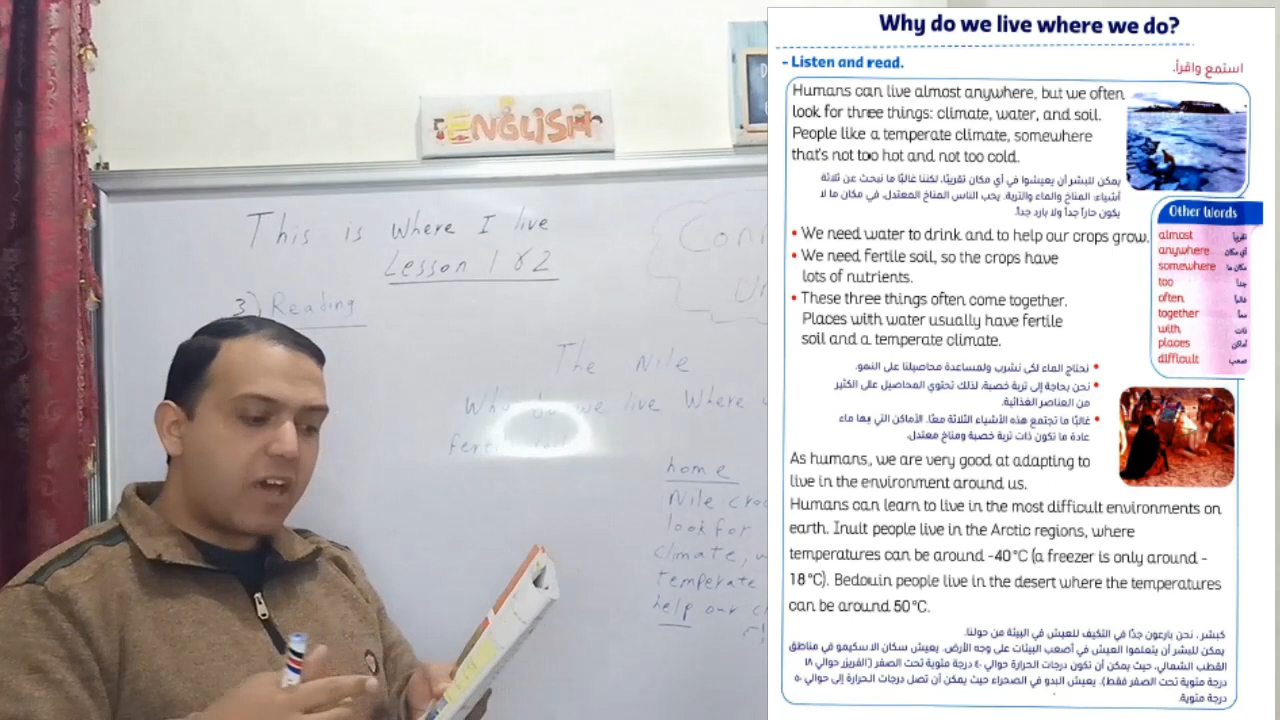 ENGLISH
This is Where I live
Lesson 1&2
3) Reading
The Nile
Why do we live Where
home
Nile croc
look for
climate, w
temperate
help our c
Why do we live where we do?
- Listen and read.
استمع واقرأ.
Humans can live almost anywhere, but we often
look for three things: climate, water, and soil.
People like a temperate climate, somewhere
that's not too hot and not too cold.
يمكن للبشر أن يعيشوا في أي مكان تقريبًا، لكننا غالبًا ما نبحث عن ثلاثة
أشياء: المناخ والماء والتربة. يحب الناس المناخ المعتدل، في مكان ما لا
يكون حاراً جداً ولا بارد جداً.
• We need water to drink and to help our crops grow.
• We need fertile soil, so the crops have
lots of nutrients.
• These three things often come together.
Places with water usually have fertile
soil and a temperate climate.
• نحتاج الماء لكى نشرب ولمساعدة محاصيلنا على النمو.
• نحن بحاجة إلى تربة خصبة، لذلك تحتوي المحاصيل على الكثير
من العناصر الغذائية.
• غالبًا ما تجتمع هذه الأشياء الثلاثة معًا. الأماكن التي بها ماء
عادة ما تكون ذات تربة خصبة ومناخ معتدل.
Other Words
almost تقريباً
anywhere أي مكان
somewhere مكان ما
too جداً
often غالباً
together معاً
with ذات
places أماكن
difficult صعب
As humans, we are very good at adapting to
live in the environment around us.
Humans can learn to live in the most difficult environments on
earth. Inuit people live in the Arctic regions, where
temperatures can be around -40°C (a freezer is only around -
18°C). Bedouin people live in the desert where the temperatures
can be around 50°C.
كبشر ، نحن بارعون جدًا في التكيف للعيش في البيئة من حولنا.
يمكن للبشر أن يتعلموا العيش في أصعب البيئات على وجه الأرض. يعيش سكان الاسكيمو في مناطق
القطب الشمالي، حيث يمكن أن تكون درجات الحرارة حوالي ٤٠ درجة مئوية تحت الصفر (الفريزر حوالي ١٨
درجة مئوية تحت الصفر فقط). يعيش البدو في الصحراء حيث يمكن أن تصل درجات الحرارة إلى حوالي ٥٠
درجة مئوية.